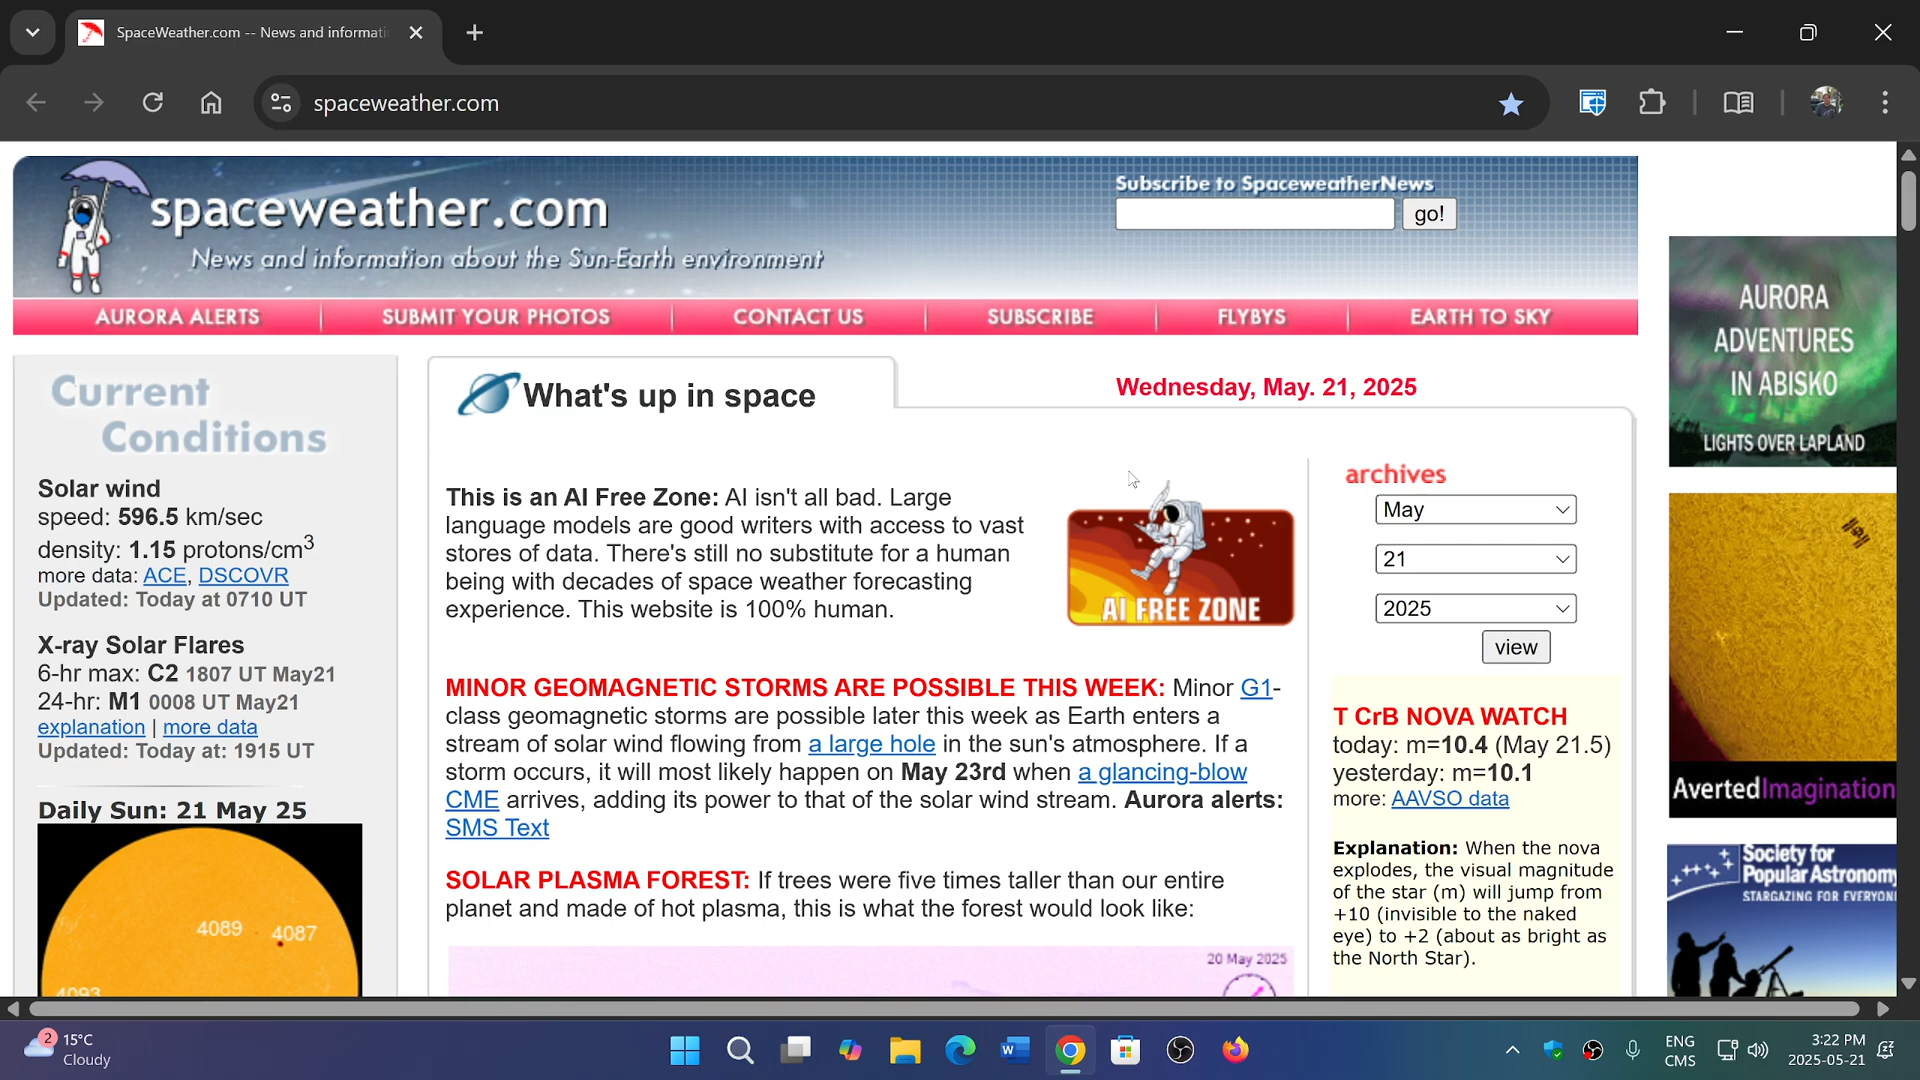 SpaceWeather.com -- News and informati
spaceweather.com
spaceweather.com
News and information about the Sun-Earth environment
Subscribe to SpaceweatherNews
go!
AURORA ALERTS
SUBMIT YOUR PHOTOS
CONTACT US
SUBSCRIBE
FLYBYS
EARTH TO SKY
Current
Conditions
Solar wind
speed: 596.5 km/sec
density: 1.15 protons/cm3
more data: ACE, DSCOVR
Updated: Today at 0710 UT
X-ray Solar Flares
6-hr max: C2 1807 UT May21
24-hr: M1 0008 UT May21
explanation | more data
Updated: Today at: 1915 UT
Daily Sun: 21 May 25
4089
4087
4093
What's up in space
Wednesday, May. 21, 2025
This is an AI Free Zone: AI isn't all bad. Large
language models are good writers with access to vast
stores of data. There's still no substitute for a human
being with decades of space weather forecasting
experience. This website is 100% human.
AI FREE ZONE
MINOR GEOMAGNETIC STORMS ARE POSSIBLE THIS WEEK: Minor G1-
class geomagnetic storms are possible later this week as Earth enters a
stream of solar wind flowing from a large hole in the sun's atmosphere. If a
storm occurs, it will most likely happen on May 23rd when a glancing-blow
CME arrives, adding its power to that of the solar wind stream. Aurora alerts:
SMS Text
SOLAR PLASMA FOREST: If trees were five times taller than our entire
planet and made of hot plasma, this is what the forest would look like:
20 May 2025
archives
May
21
2025
view
T CrB NOVA WATCH
today: m=10.4 (May 21.5)
yesterday: m=10.1
more: AAVSO data
Explanation: When the nova
explodes, the visual magnitude
of the star (m) will jump from
+10 (invisible to the naked
eye) to +2 (about as bright as
the North Star).
AURORA
ADVENTURES
IN ABISKO
LIGHTS OVER LAPLAND
AvertedImagination
Society for
Popular Astronomy
STARGAZING FOR EVERYON
2
15°C
Cloudy
ENG
CMS
3:22 PM
2025-05-21